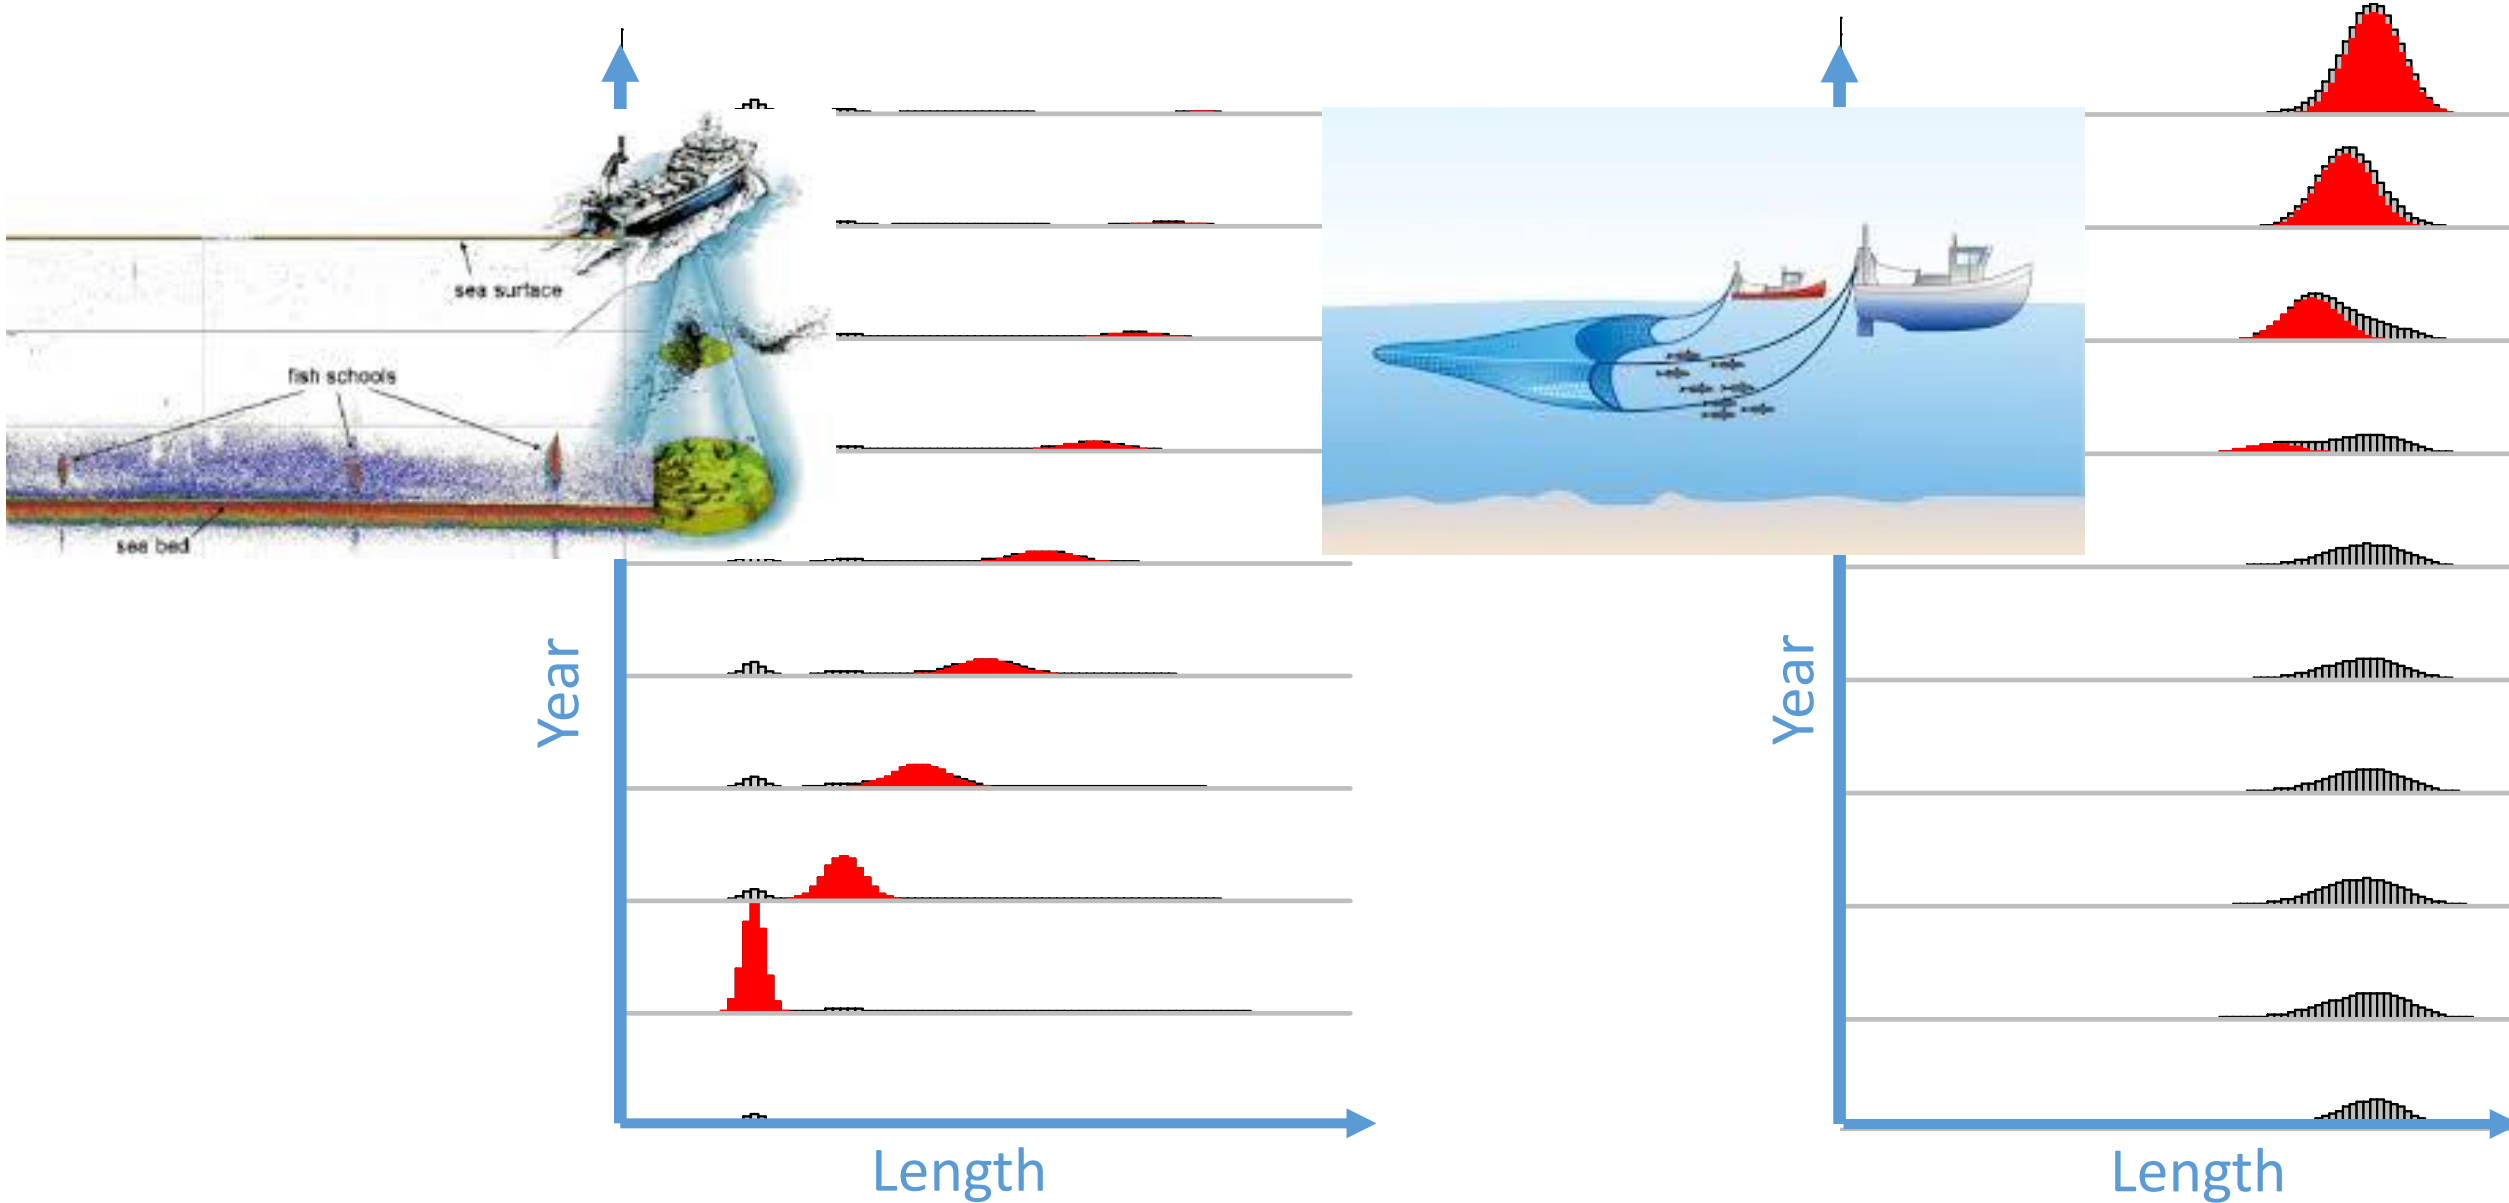 sea surface
fish schools
sea bed
Year
Length
Year
Length